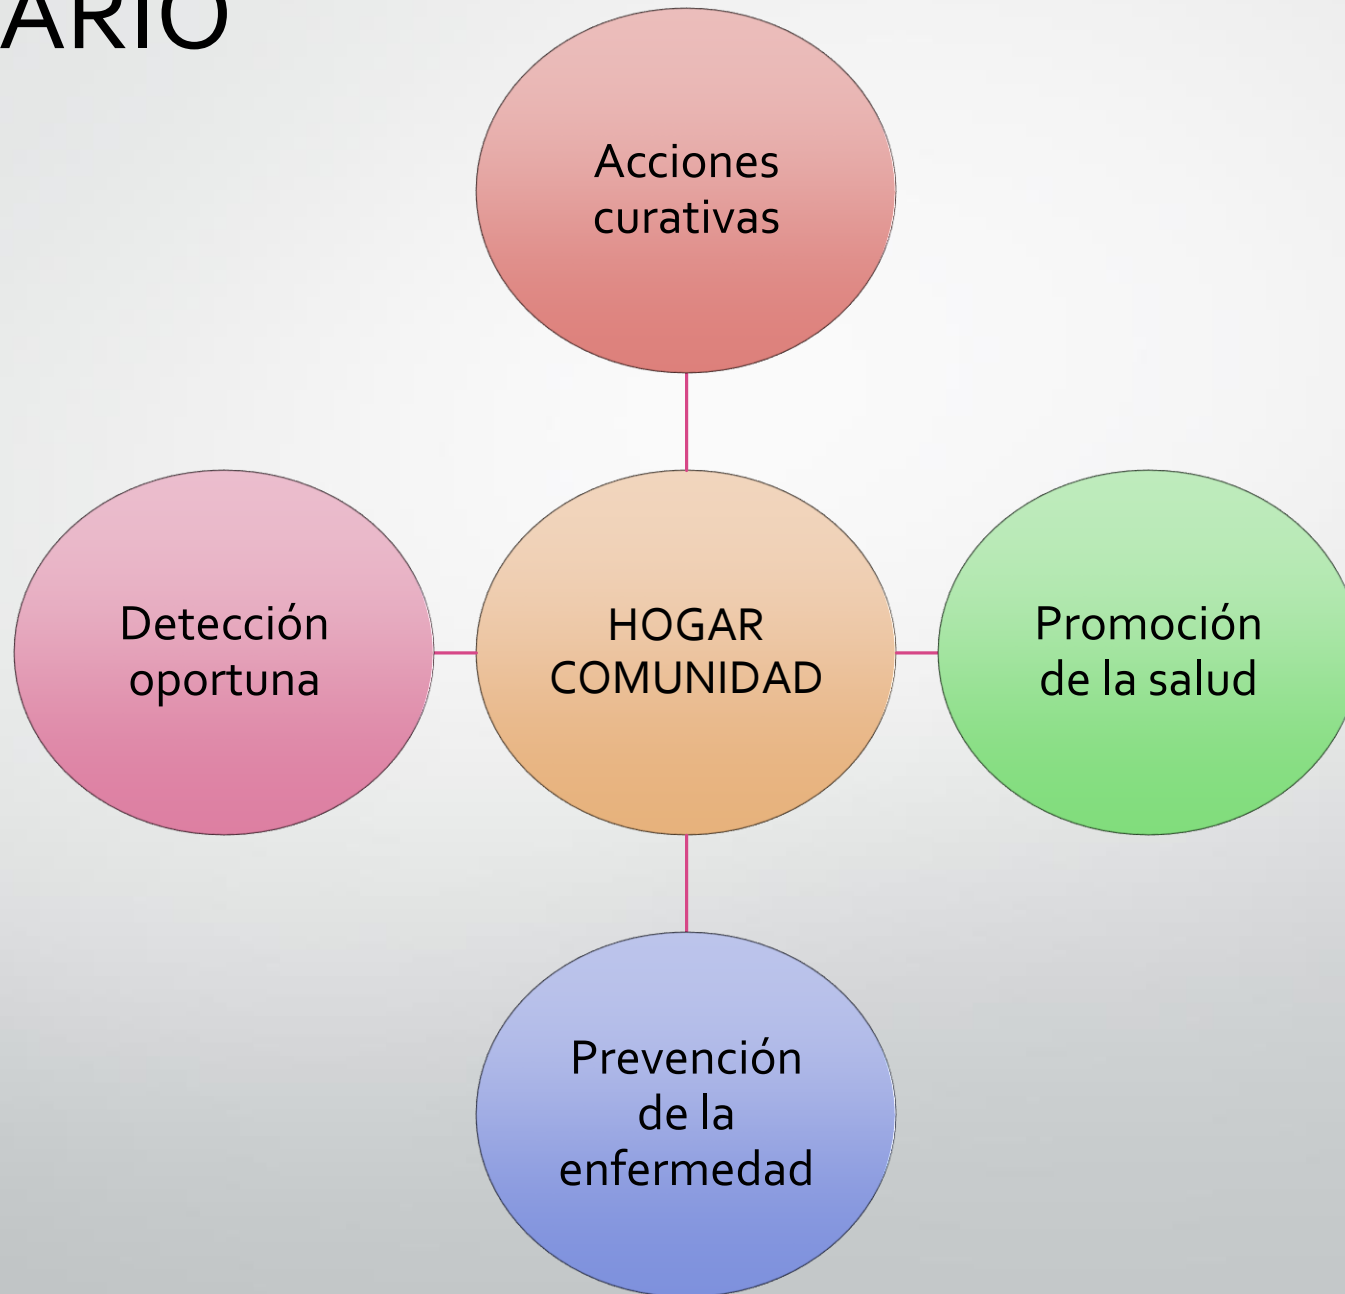 ARIO
Acciones
curativas
Detección
oportuna
HOGAR
COMUNIDAD
Promoción
de la salud
Prevención
de la
enfermedad